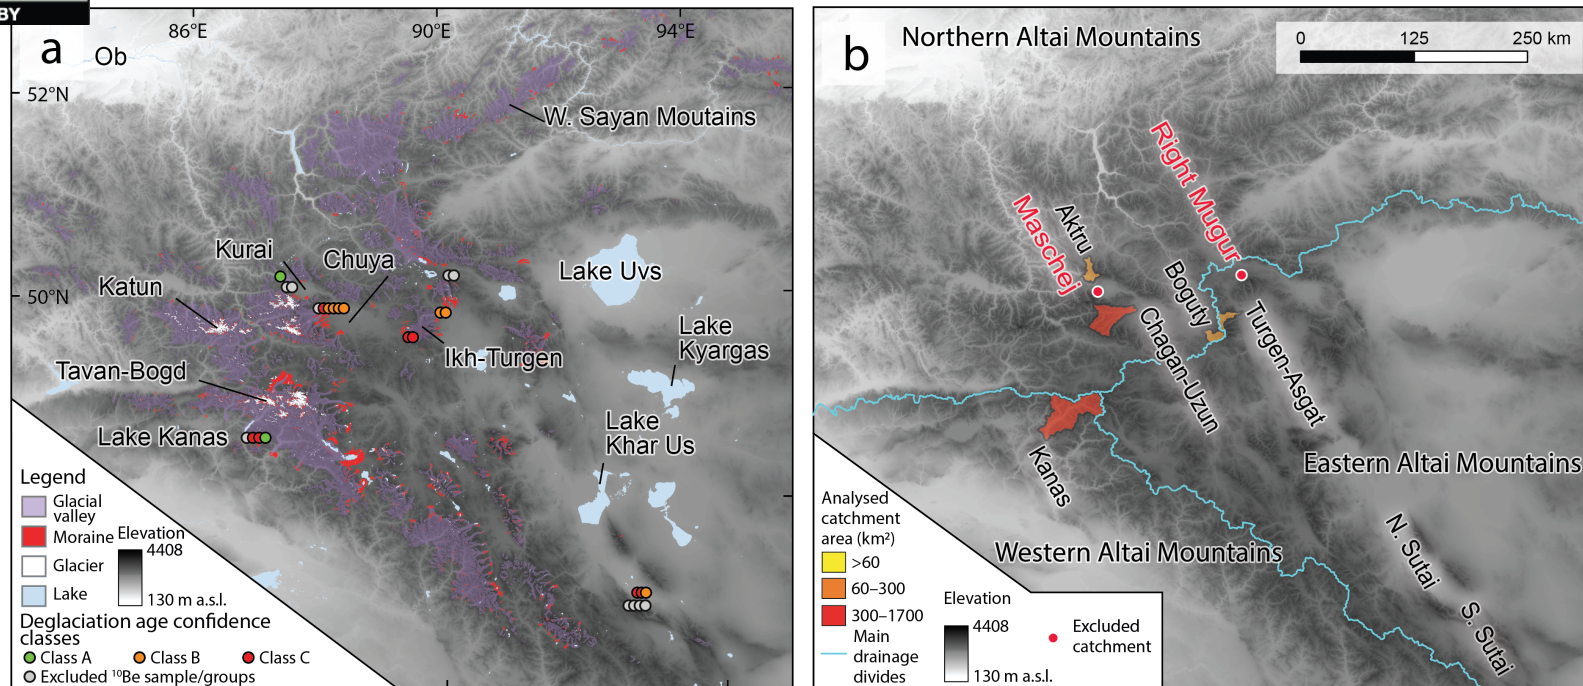 BY
a
86°E
90°E
94°E
Ob
52°N
W. Sayan Moutains
Kurai
Chuya
Lake Uvs
Katun
50°N
Lake
Kyargas
Ikh-Turgen
Tavan-Bogd
Lake
Khar Us
Lake Kanas
Legend
Glacial
valley
Moraine
Glacier
Lake
Elevation
4408
130 m a.s.l.
Deglaciation age confidence
classes
Class A
Class B
Class C
Excluded ¹⁰Be sample/groups
b
Northern Altai Mountains
0
125
250 km
Right Mugur
Maschej
Aktru
Boguty
Chagan-Uzun
Turgen-Asgat
Kanas
Eastern Altai Mountains
Western Altai Mountains
N. Sutai
S. Sutai
Analysed
catchment
area (km²)
>60
60–300
300–1700
Main
drainage
divides
Elevation
4408
130 m a.s.l.
Excluded
catchment